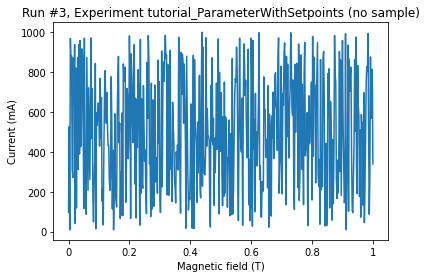 Run #3, Experiment tutorial_ParameterWithSetpoints (no sample)
1000
800
600
400
200
0
Current (mA)
0 0.2 0.4 0.6 0.8 1
Magnetic field (T)